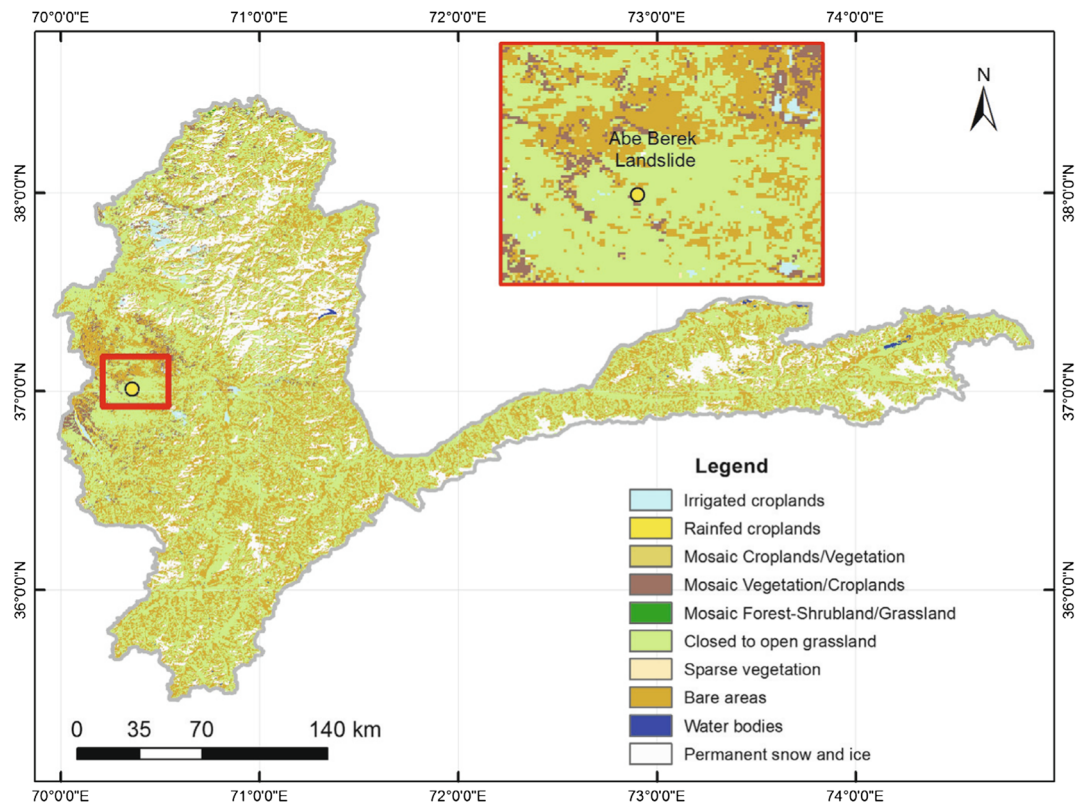 70°0'0"E 71°0'0"E 72°0'0"E 73°0'0"E 74°0'0"E
N
Abe Berek
Landslide
38°0'0"N 38°0'0"N
37°0'0"N 37°0'0"N
36°0'0"N 36°0'0"N
Legend
Irrigated croplands
Rainfed croplands
Mosaic Croplands/Vegetation
Mosaic Vegetation/Croplands
Mosaic Forest-Shrubland/Grassland
Closed to open grassland
Sparse vegetation
Bare areas
Water bodies
Permanent snow and ice
0 35 70 140 km
70°0'0"E 71°0'0"E 72°0'0"E 73°0'0"E 74°0'0"E